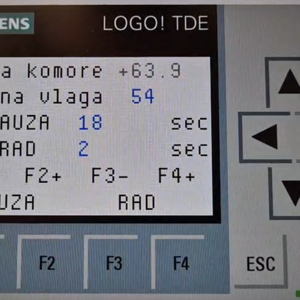 ENS LOGO! TDE
a komore +63.9
na vlaga 54
AUZA 18 sec
RAD 2 sec
F2+ F3- F4+
UZA RAD
F2 F3 F4 ESC